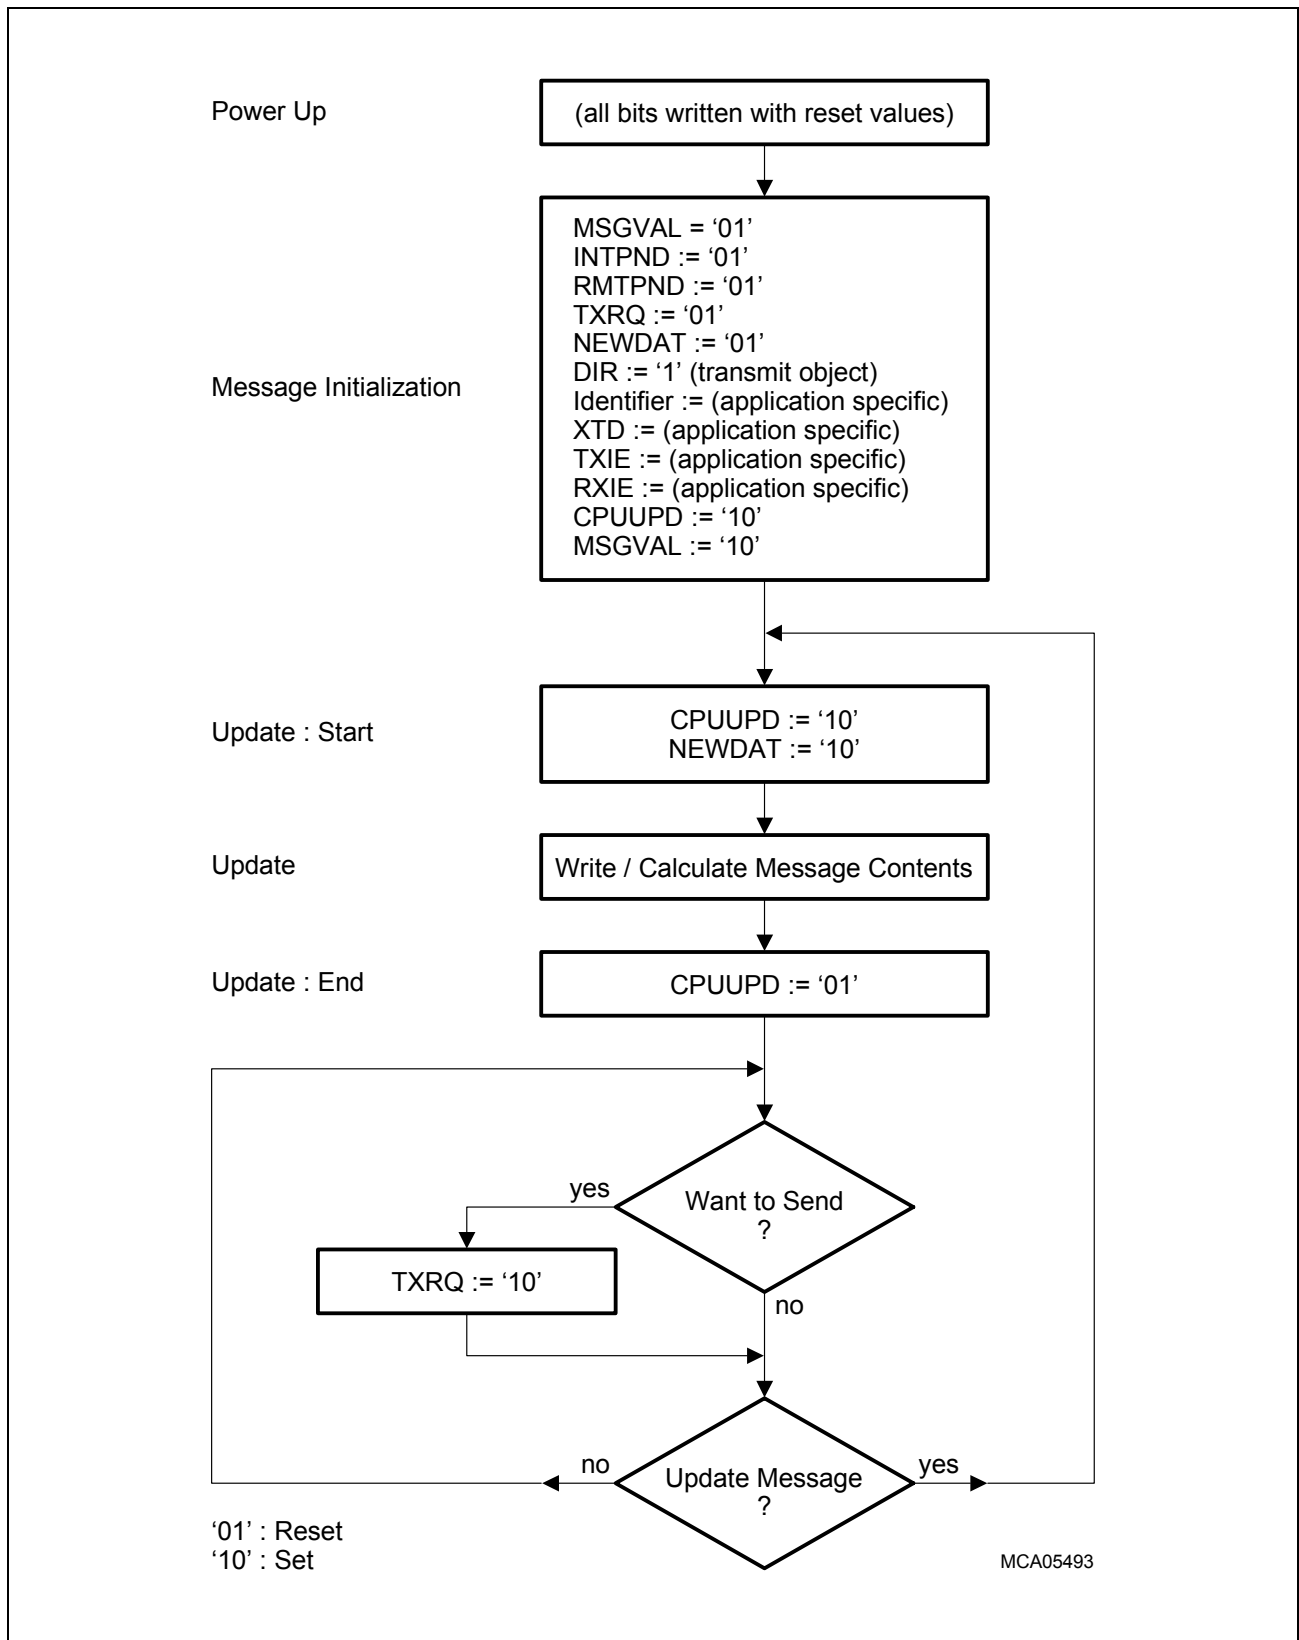 Power Up
(all bits written with reset values)
Message Initialization
MSGVAL = ‘01’
INTPND := ‘01’
RMTPND := ‘01’
TXRQ := ‘01’
NEWDAT := ‘01’
DIR := ‘1’ (transmit object)
Identifier := (application specific)
XTD := (application specific)
TXIE := (application specific)
RXIE := (application specific)
CPUUPD := ‘10’
MSGVAL := ‘10’
Update : Start
CPUUPD := ‘10’
NEWDAT := ‘10’
Update
Write / Calculate Message Contents
Update : End
CPUUPD := ‘01’
yes
Want to Send
?
TXRQ := ‘10’
no
no
Update Message
?
yes
‘01’ : Reset
‘10’ : Set
MCA05493